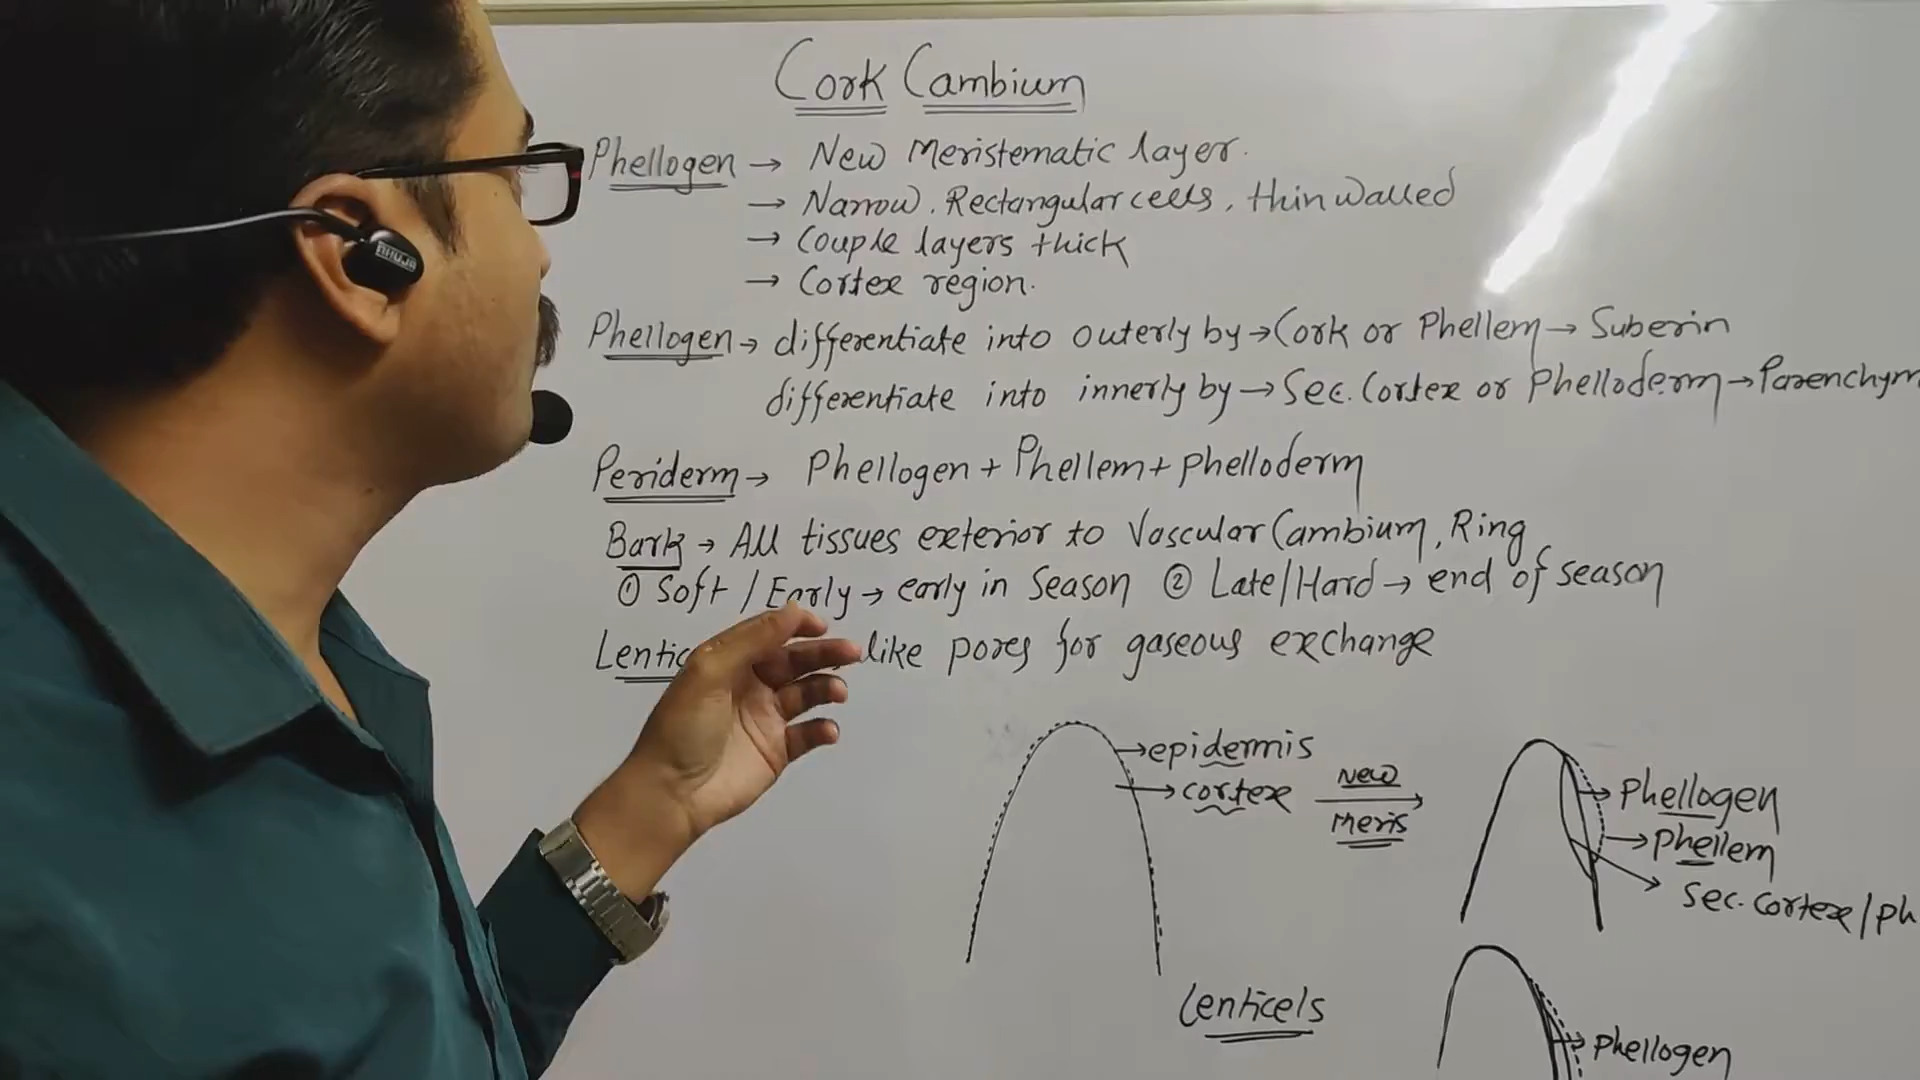 Cork Cambium
Phellogen → New Meristematic layer.
→ Narrow, Rectangular cells, thin walled
→ Couple layers thick
→ Cortex region.
Phellogen → differentiate into outerly by → Cork or Phellem → Suberin
differentiate into innerly by → Sec. Cortex or Phelloderm → Parenchym
Periderm → Phellogen + Phellem + Phelloderm
Bark → All tissues exterior to Vascular Cambium, Ring
① Soft / Early → early in Season ② Late/Hard → end of season
Lentic like pores for gaseous exchange
→ epidermis
→ cortex
New
Meris
→ Phellogen
→ Phellem
Sec. cortex / Ph
Lenticels
→ Phellogen
AHUJA